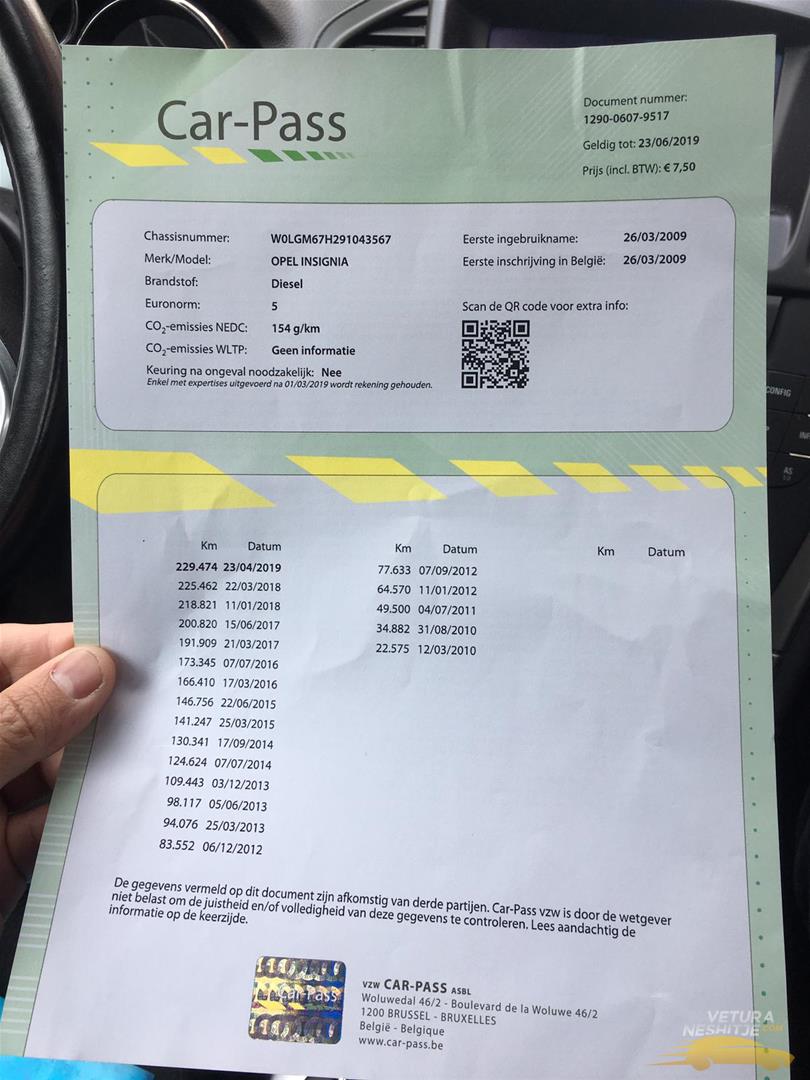 Car-Pass
Document nummer:
1290-0607-9517
Geldig tot: 23/06/2019
Prijs (incl. BTW): € 7,50
Chassisnummer: W0LGM67H291043567
Merk/Model: OPEL INSIGNIA
Brandstof: Diesel
Euronorm: 5
CO2-emissies NEDC: 154 g/km
CO2-emissies WLTP: Geen informatie
Keuring na ongeval noodzakelijk: Nee
Enkel met expertises uitgevoerd na 01/03/2019 wordt rekening gehouden.
Eerste ingebruikname: 26/03/2009
Eerste inschrijving in België: 26/03/2009
Scan de QR code voor extra info:
Km Datum
229.474 23/04/2019
225.462 22/03/2018
218.821 11/01/2018
200.820 15/06/2017
191.909 21/03/2017
173.345 07/07/2016
166.410 17/03/2016
146.756 22/06/2015
141.247 25/03/2015
130.341 17/09/2014
124.624 07/07/2014
109.443 03/12/2013
98.117 05/06/2013
94.076 25/03/2013
83.552 06/12/2012
Km Datum
77.633 07/09/2012
64.570 11/01/2012
49.500 04/07/2011
34.882 31/08/2010
22.575 12/03/2010
Km Datum
De gegevens vermeld op dit document zijn afkomstig van derde partijen. Car-Pass vzw is door de wetgever
niet belast om de juistheid en/of volledigheid van deze gegevens te controleren. Lees aandachtig de
informatie op de keerzijde.
Car-Pass
VZW CAR-PASS ASBL
Woluwedal 46/2 - Boulevard de la Woluwe 46/2
1200 BRUSSEL - BRUXELLES
België - Belgique
www.car-pass.be
CONFIG
AS
VETURA
NESHITJE.COM